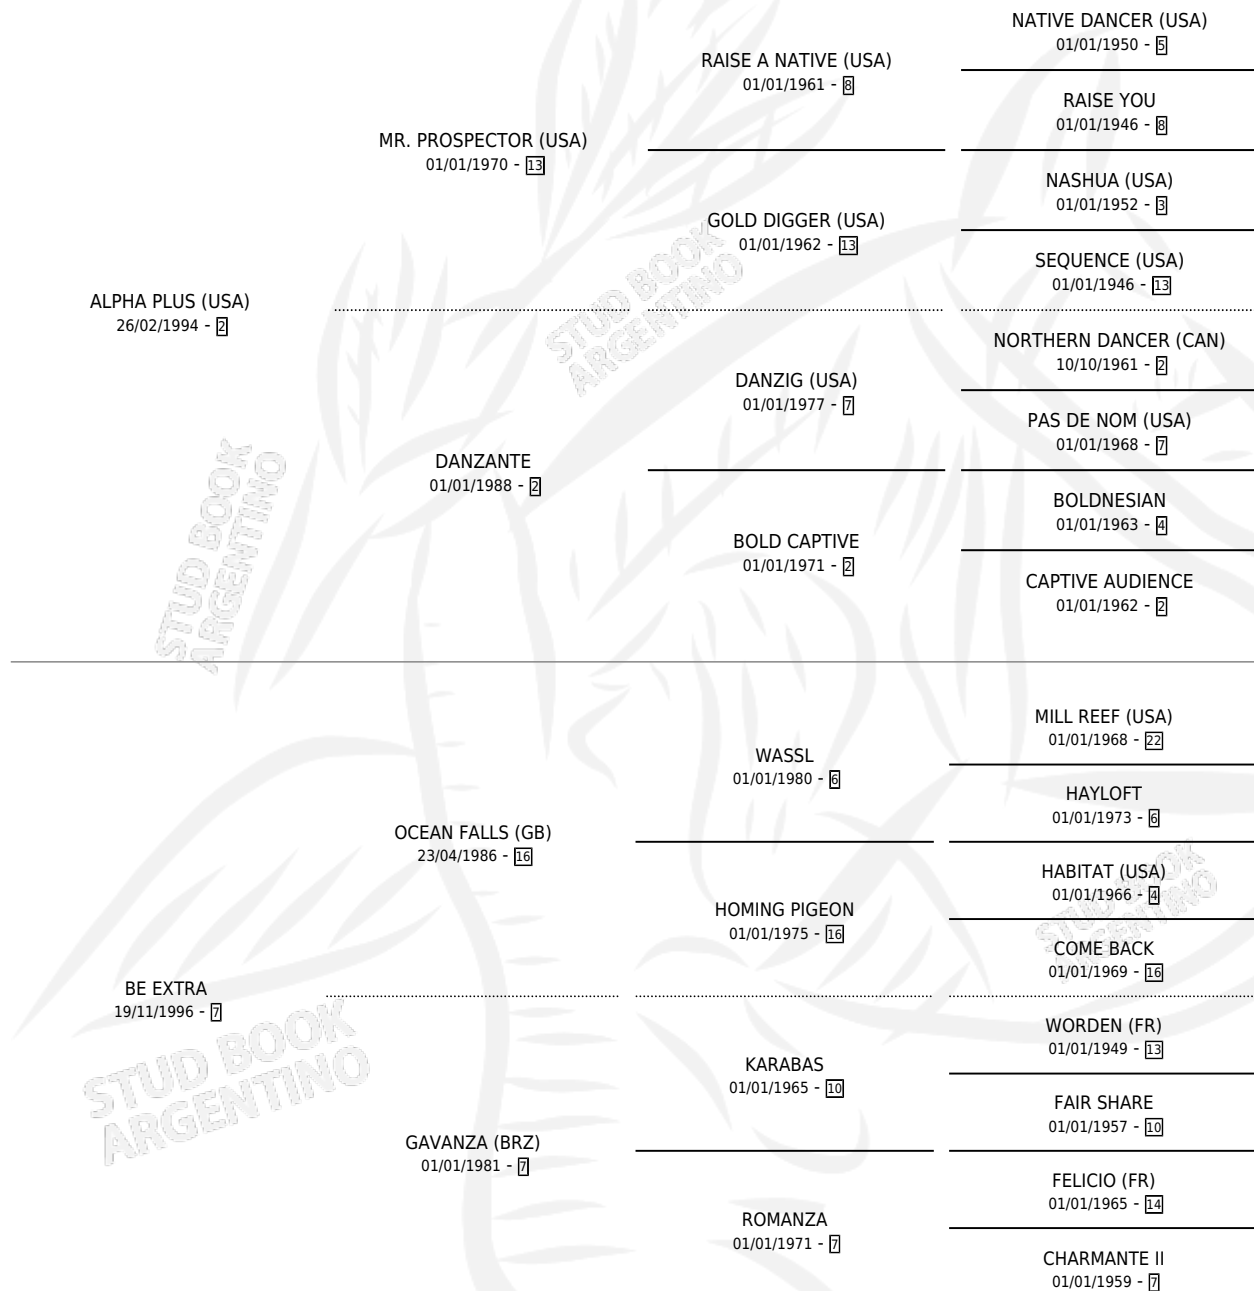 NATIVE DANCER (USA)
01/01/1950 - 5
RAISE A NATIVE (USA)
01/01/1961 - 8
RAISE YOU
01/01/1946 - 8
MR. PROSPECTOR (USA)
01/01/1970 - 13
NASHUA (USA)
01/01/1952 - 3
GOLD DIGGER (USA)
01/01/1962 - 13
SEQUENCE (USA)
01/01/1946 - 13
ALPHA PLUS (USA)
26/02/1994 - 2
NORTHERN DANCER (CAN)
10/10/1961 - 2
DANZIG (USA)
01/01/1977 - 7
PAS DE NOM (USA)
01/01/1968 - 7
DANZANTE
01/01/1988 - 2
BOLDNESIAN
01/01/1963 - 4
BOLD CAPTIVE
01/01/1971 - 2
CAPTIVE AUDIENCE
01/01/1962 - 2
MILL REEF (USA)
01/01/1968 - 22
WASSL
01/01/1980 - 6
HAYLOFT
01/01/1973 - 6
OCEAN FALLS (GB)
23/04/1986 - 16
HABITAT (USA)
01/01/1966 - 4
HOMING PIGEON
01/01/1975 - 16
COME BACK
01/01/1969 - 16
BE EXTRA
19/11/1996 - 7
WORDEN (FR)
01/01/1949 - 13
KARABAS
01/01/1965 - 10
FAIR SHARE
01/01/1957 - 10
GAVANZA (BRZ)
01/01/1981 - 7
FELICIO (FR)
01/01/1965 - 14
ROMANZA
01/01/1971 - 7
CHARMANTE II
01/01/1959 - 7
STUD BOOK
ARGENTINO
STUD BOOK
ARGENTINO
STUD BOOK
ARGENTINO
STUD BOOK
ARGENTINO